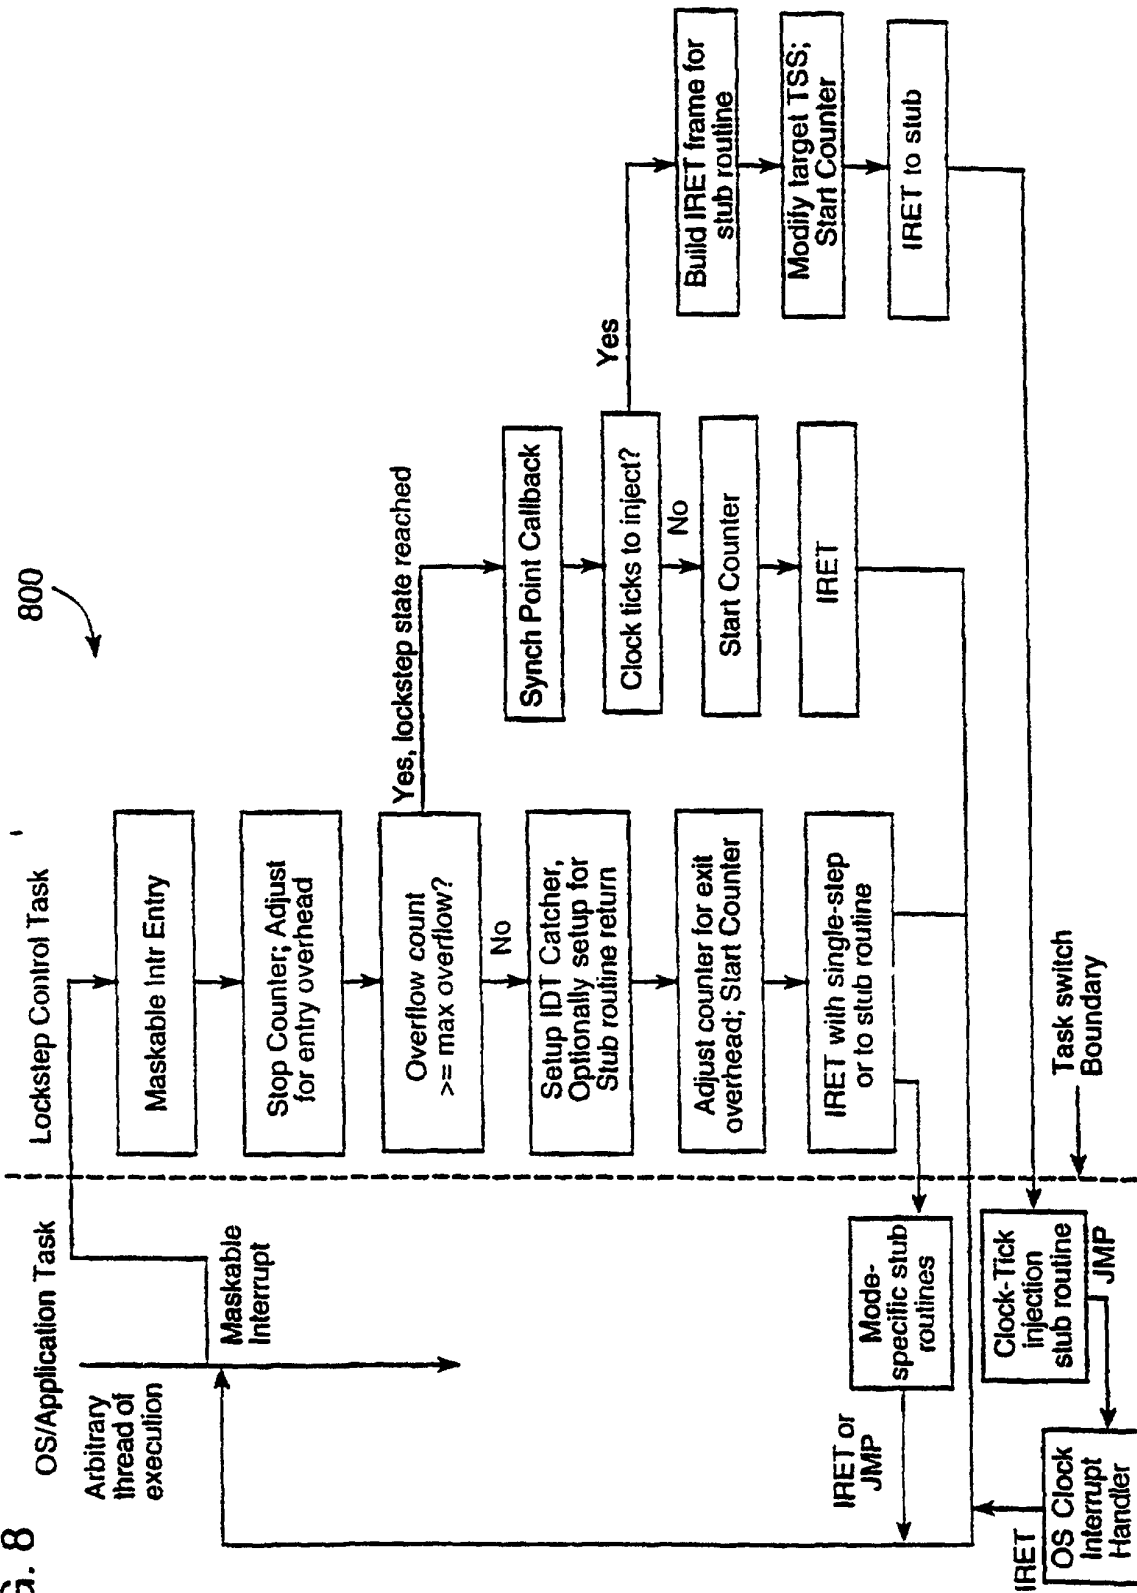 G. 8
800
OS/Application Task
Lockstep Control Task
Arbitrary
thread of
execution
Maskable
Interrupt
Maskable Intr Entry
Stop Counter; Adjust
for entry overhead
Overflow count
>= max overflow?
Yes, lockstep state reached
No
Setup IDT Catcher,
Optionally setup for
Stub routine return
Adjust counter for exit
overhead; Start Counter
IRET with single-step
or to stub routine
Synch Point Callback
Clock ticks to inject?
Yes
No
Start Counter
IRET
Build IRET frame for
stub routine
Modify target TSS;
Start Counter
IRET to stub
Mode-
specific stub
routines
IRET or
JMP
Clock-Tick
injection
stub routine
JMP
OS Clock
Interrupt
Handler
IRET
Task switch
Boundary